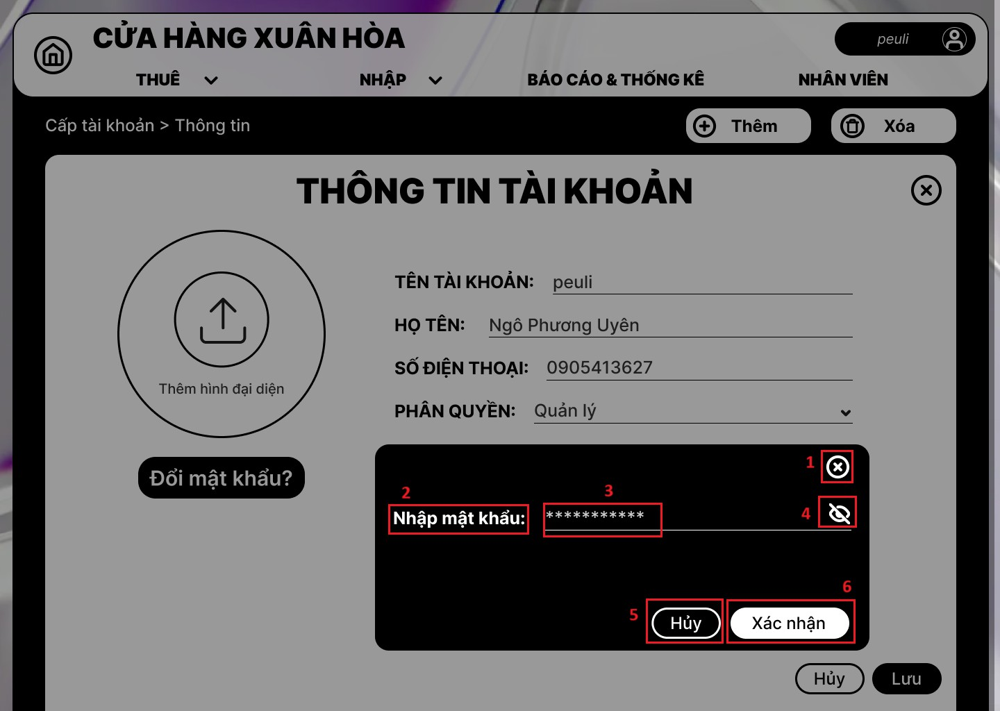 CỬA HÀNG XUÂN HÒA
peuli
THUÊ
NHẬP
BÁO CÁO & THỐNG KÊ
NHÂN VIÊN
Cấp tài khoản > Thông tin
Thêm
Xóa
THÔNG TIN TÀI KHOẢN
TÊN TÀI KHOẢN: peuli
HỌ TÊN: Ngô Phương Uyên
SỐ ĐIỆN THOẠI: 0905413627
PHÂN QUYỀN: Quản lý
Thêm hình đại diện
Đổi mật khẩu?
1
2
3
Nhập mật khẩu: ***********
4
6
5
Hủy
Xác nhận
Hủy
Lưu